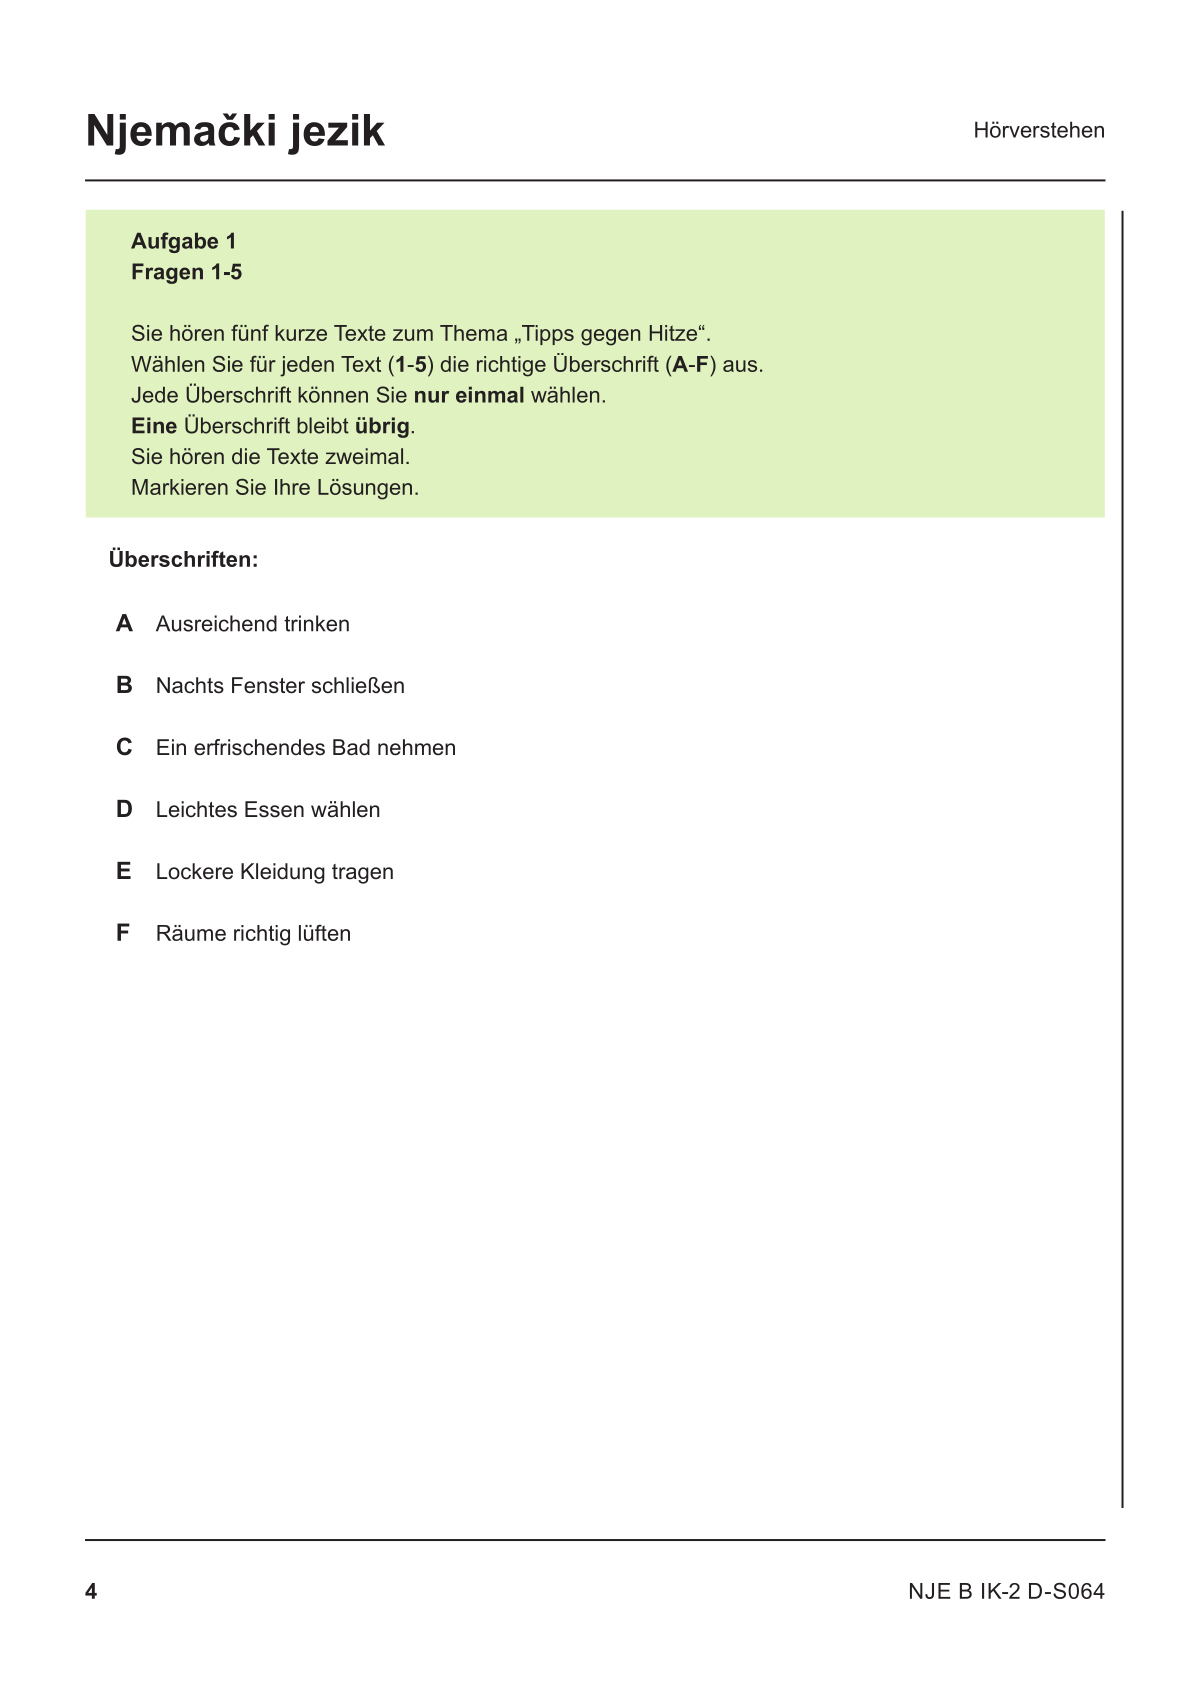 Njemački jezik
Hörverstehen
Aufgabe 1
Fragen 1-5
Sie hören fünf kurze Texte zum Thema „Tipps gegen Hitze“.
Wählen Sie für jeden Text (1-5) die richtige Überschrift (A-F) aus.
Jede Überschrift können Sie nur einmal wählen.
Eine Überschrift bleibt übrig.
Sie hören die Texte zweimal.
Markieren Sie Ihre Lösungen.
Überschriften:
A Ausreichend trinken
B Nachts Fenster schließen
C Ein erfrischendes Bad nehmen
D Leichtes Essen wählen
E Lockere Kleidung tragen
F Räume richtig lüften
4
NJE B IK-2 D-S064